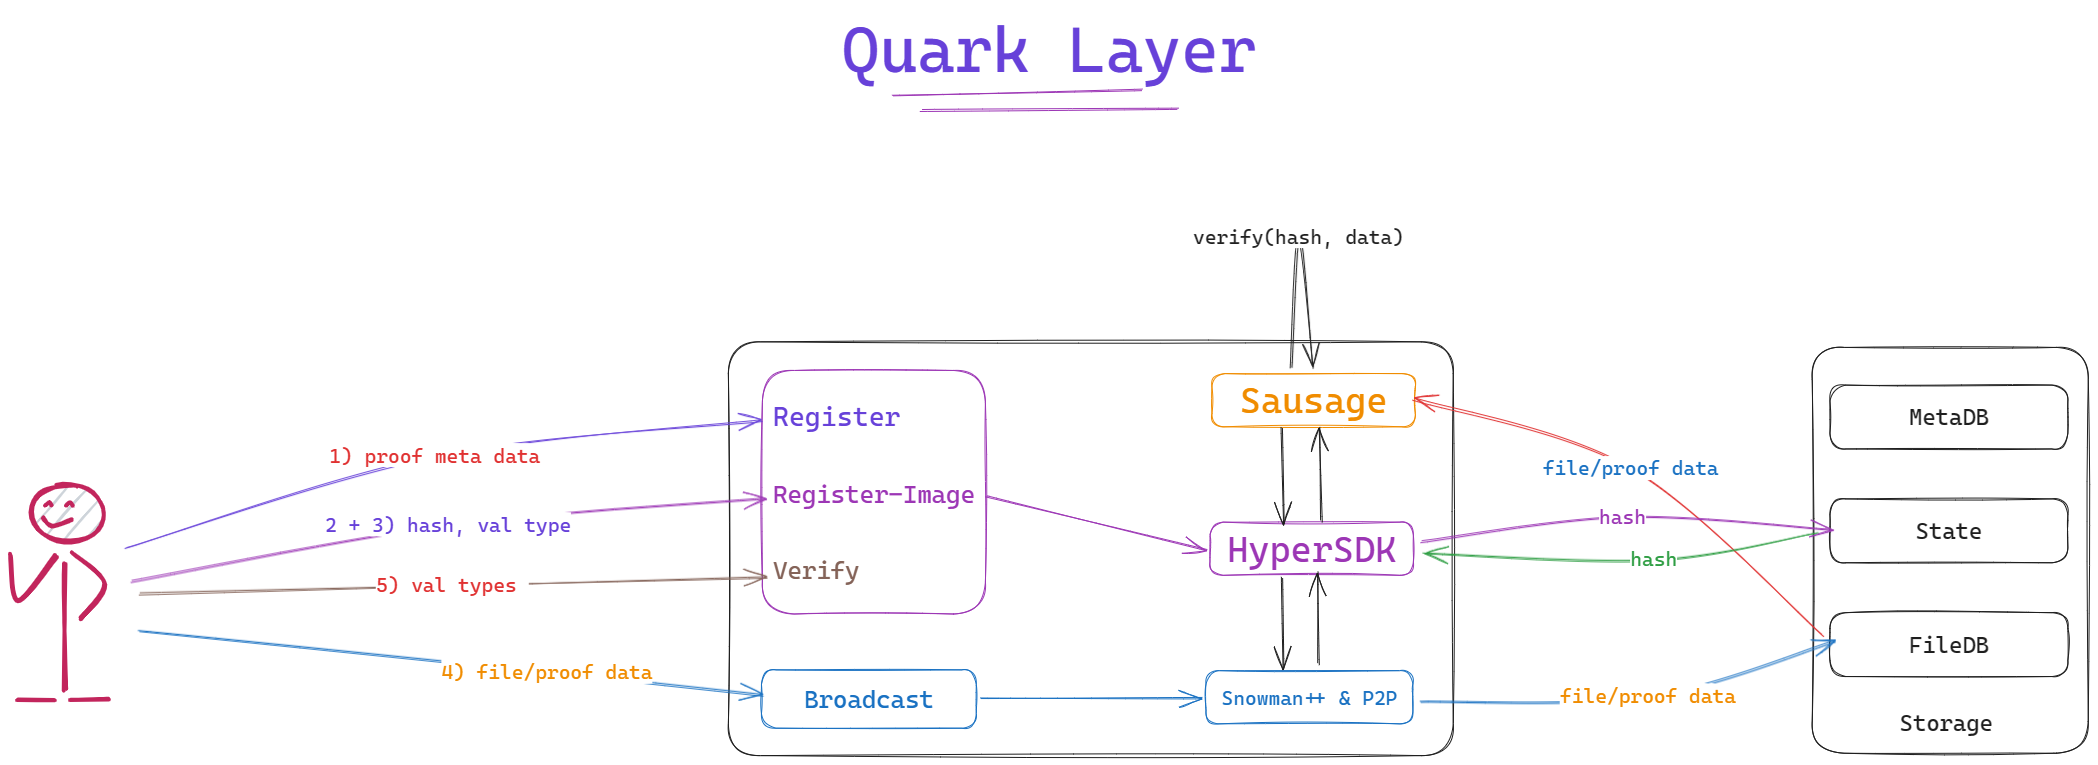 Quark Layer
verify(hash, data)
Register
1) proof meta data
Register-Image
2 + 3) hash, val type
Verify
5) val types
4) file/proof data
Broadcast
Sausage
HyperSDK
Snowman++ & P2P
file/proof data
hash
hash
file/proof data
MetaDB
State
FileDB
Storage